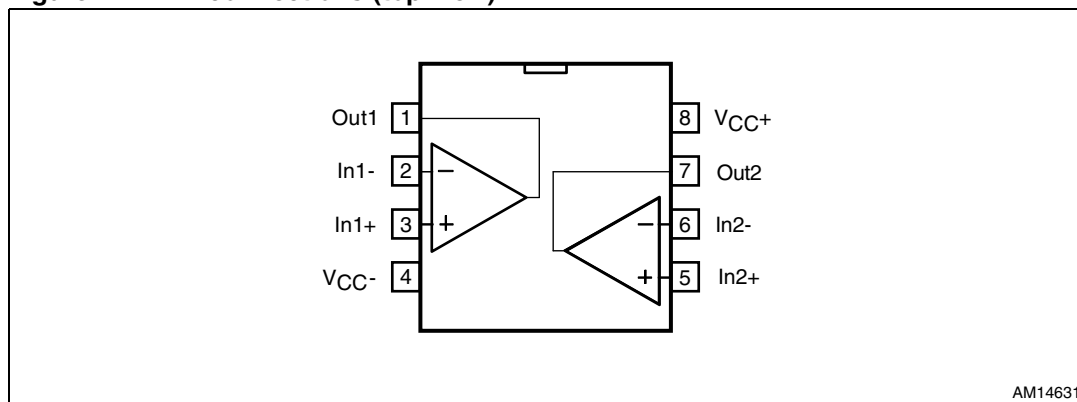 Out1 1
In1- 2 −
In1+ 3 +
VCC- 4
8 VCC+
7 Out2
− 6 In2-
+ 5 In2+
AM14631